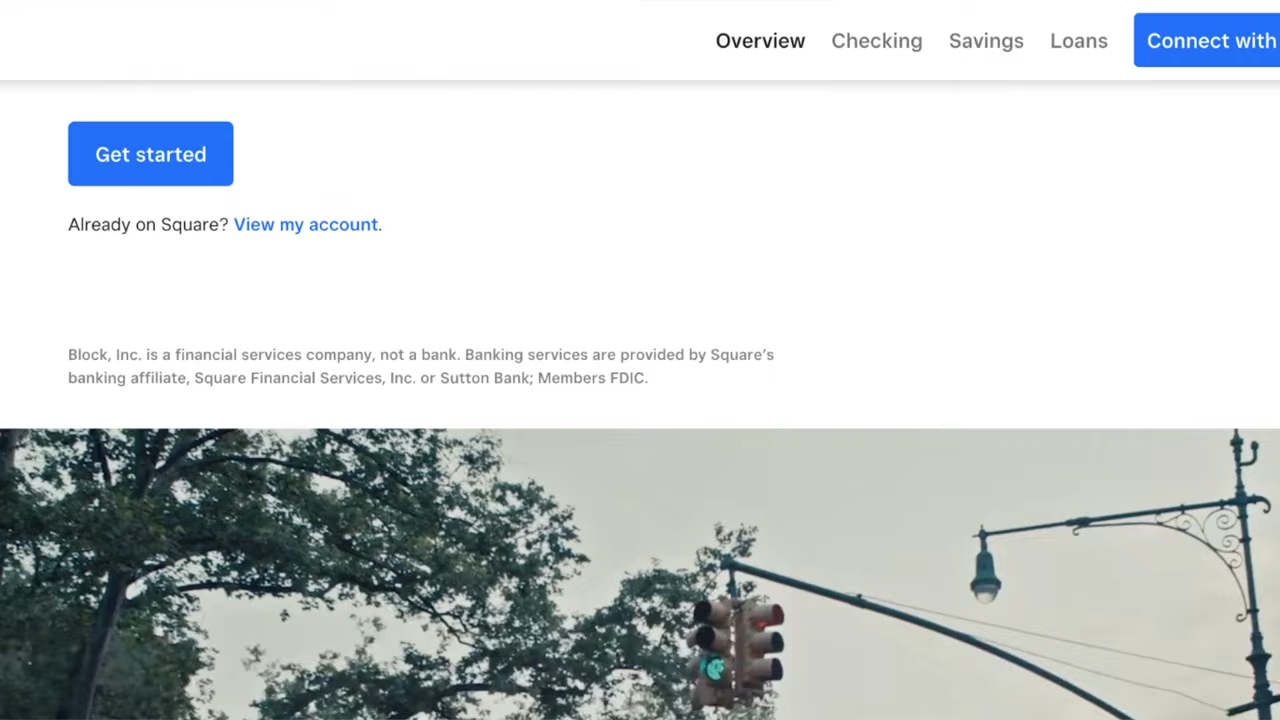 Overview Checking Savings Loans Connect with
Get started
Already on Square? View my account.
Block, Inc. is a financial services company, not a bank. Banking services are provided by Square's
banking affiliate, Square Financial Services, Inc. or Sutton Bank; Members FDIC.